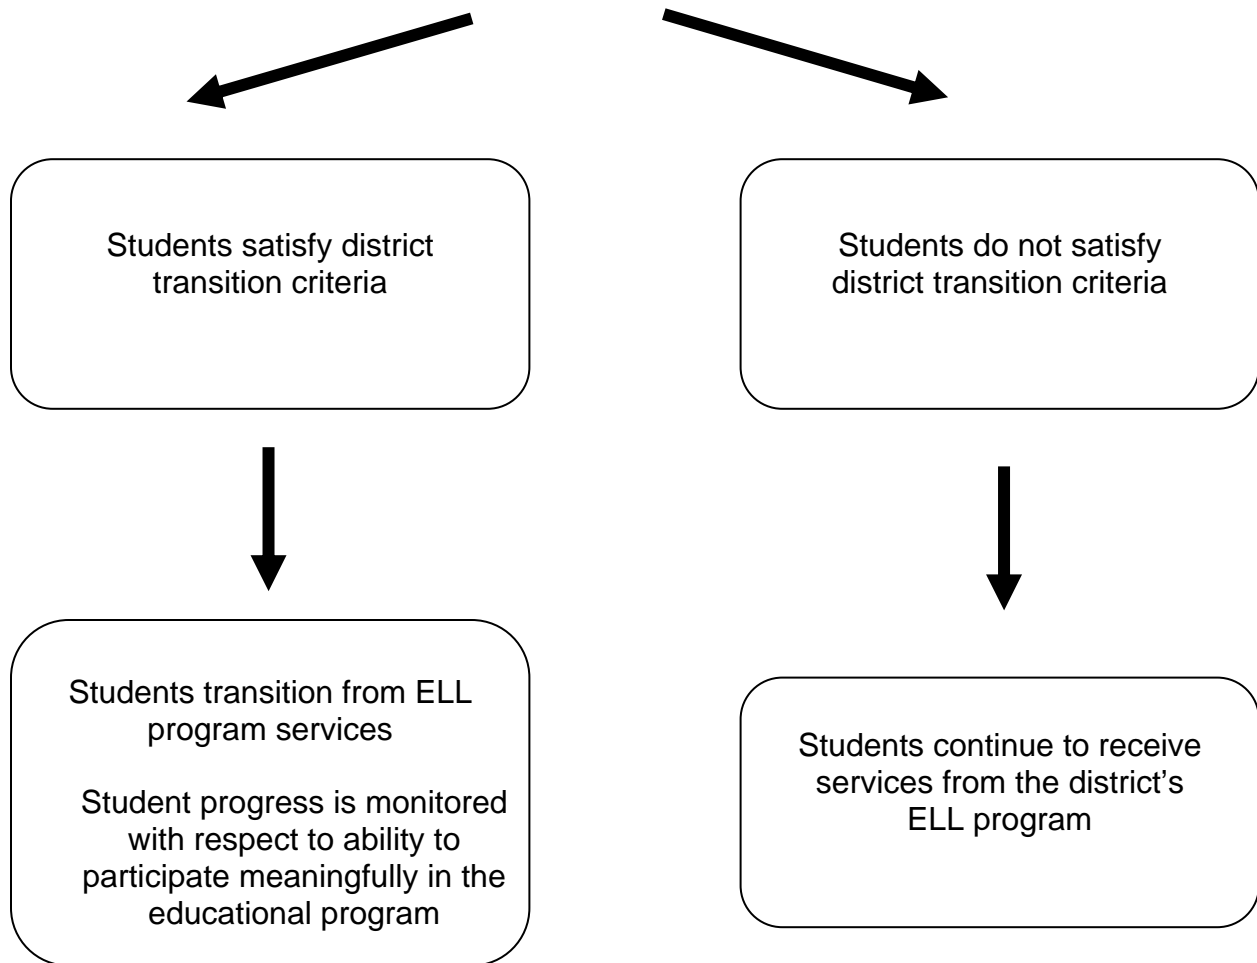 Students satisfy district
transition criteria
Students do not satisfy
district transition criteria
Students transition from ELL
program services
Student progress is monitored
with respect to ability to
participate meaningfully in the
educational program
Students continue to receive
services from the district’s
ELL program